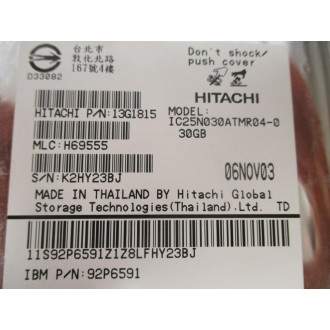 台北市
敦化北路
167號4樓
D33082
Don't shock/
push cover
HITACHI
HITACHI P/N:13G1815
MODEL:
IC25N030ATMR04-0
30GB
MLC:H69555
S/N:K2HY23BJ
06NOV03
MADE IN THAILAND BY Hitachi Global
Storage Technologies(Thailand).Ltd. TD
11S92P6591Z1Z8LFHY23BJ
IBM P/N:92P6591